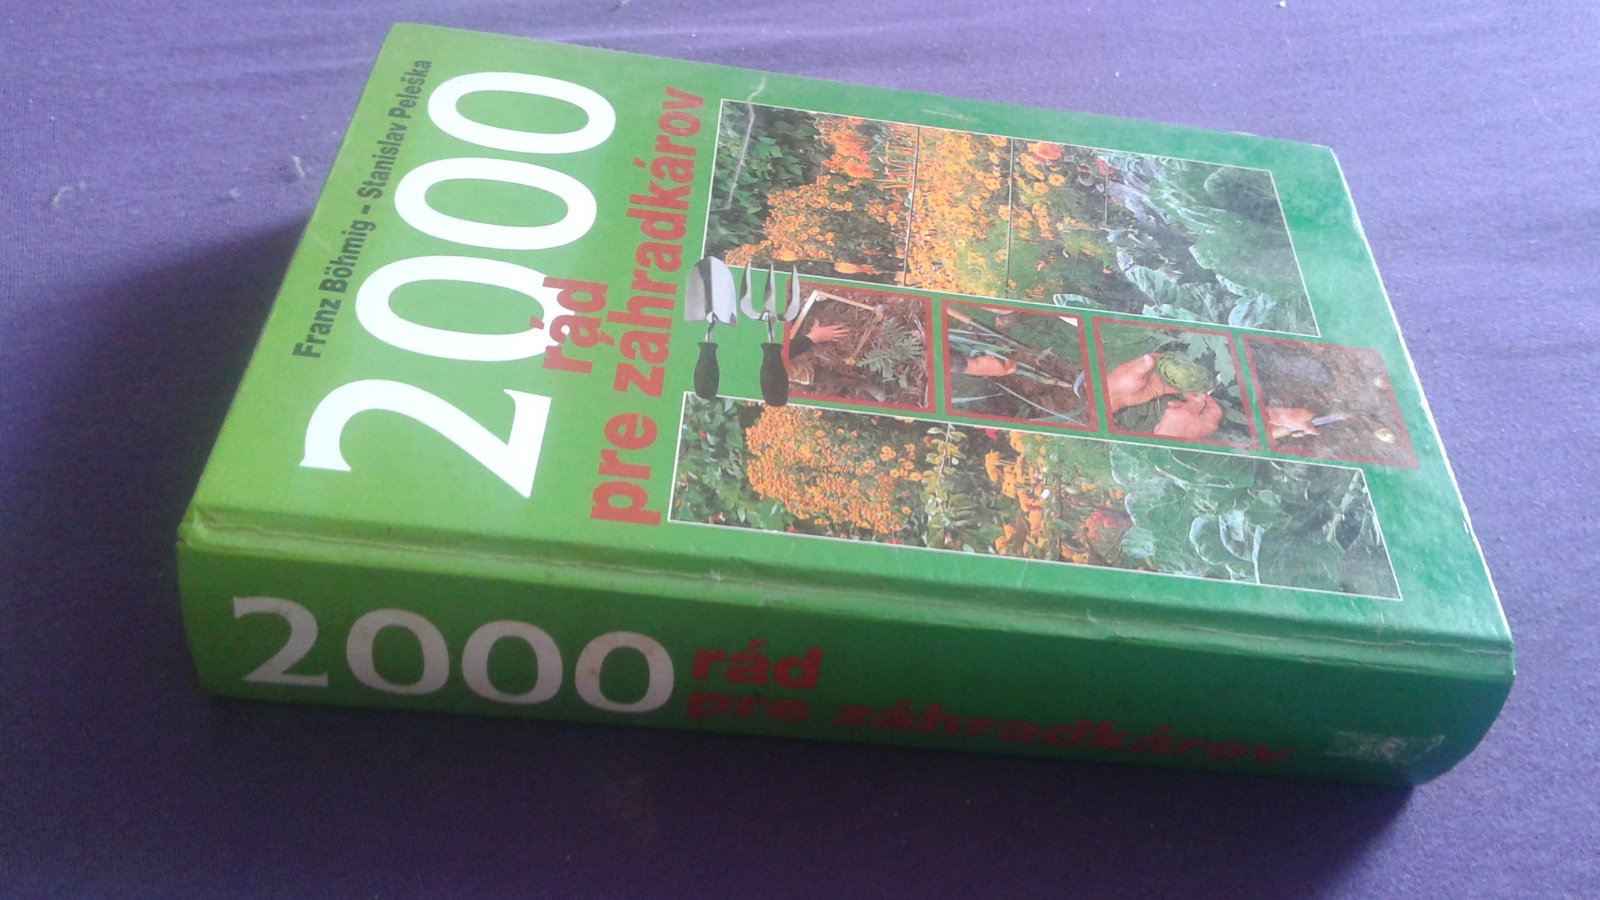 Franz Böhmig – Stanislav Peleška
2000
rád
pre záhradkárov
2000
rád
pre záhradkárov